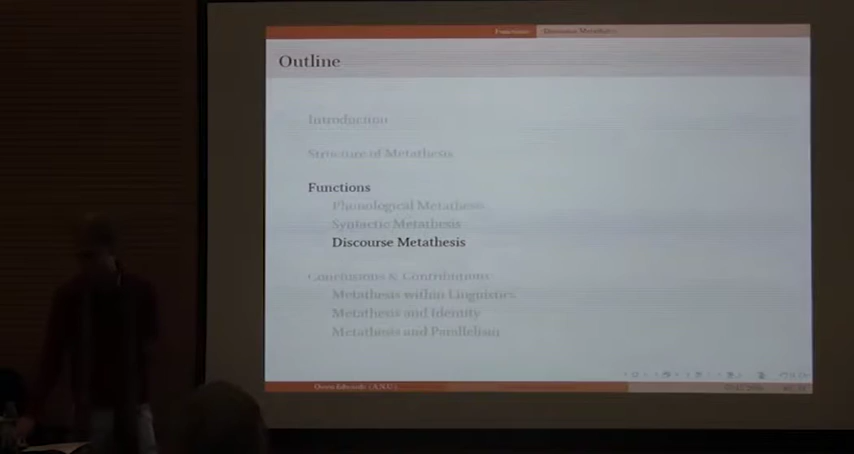 Functions Discourse Metathesis
Outline
Introduction
Structure of Metathesis
Functions
Phonological Metathesis
Syntactic Metathesis
Discourse Metathesis
Conclusions & Contributions
Metathesis within Linguistics
Metathesis and Identity
Metathesis and Parallelism
Owen Edwards (ANU)